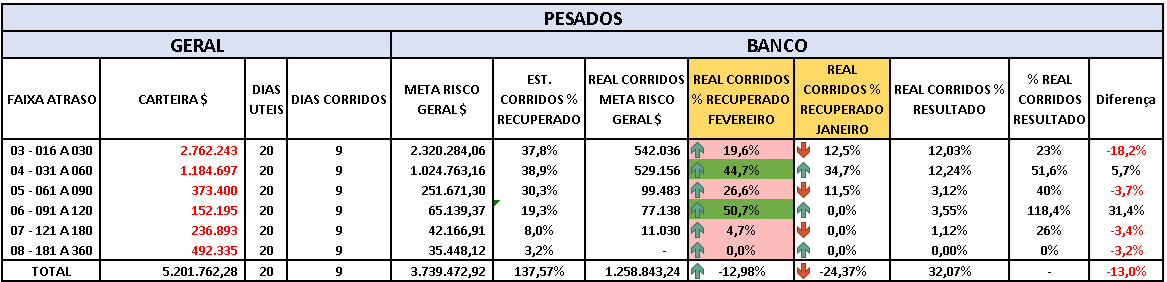 PESADOS
GERAL BANCO
FAIXA ATRASO CARTEIRA $ DIAS UTEIS DIAS CORRIDOS META RISCO GERAL $ EST. CORRIDOS % RECUPERADO REAL CORRIDOS META RISCO GERAL $ REAL CORRIDOS % RECUPERADO FEVEREIRO REAL CORRIDOS % RECUPERADO JANEIRO REAL CORRIDOS % RESULTADO % REAL CORRIDOS RESULTADO Diferença
03 - 016 A 030 2.762.243 20 9 2.320.284,06 37,8% 542.036 19,6% 12,5% 12,03% 23% -18,2%
04 - 031 A 060 1.184.697 20 9 1.024.763,16 38,9% 529.156 44,7% 34,7% 12,24% 51,6% 5,7%
05 - 061 A 090 373.400 20 9 251.671,30 30,3% 99.483 26,6% 11,5% 3,12% 40% -3,7%
06 - 091 A 120 152.195 20 9 65.139,37 19,3% 77.138 50,7% 0,0% 3,55% 118,4% 31,4%
07 - 121 A 180 236.893 20 9 42.166,91 8,0% 11.030 4,7% 0,0% 1,12% 26% -3,4%
08 - 181 A 360 492.335 20 9 35.448,12 3,2% - 0,0% 0,0% 0,00% 0% -3,2%
TOTAL 5.201.762,28 20 9 3.739.472,92 137,57% 1.258.843,24 -12,98% -24,37% 32,07% - -13,0%